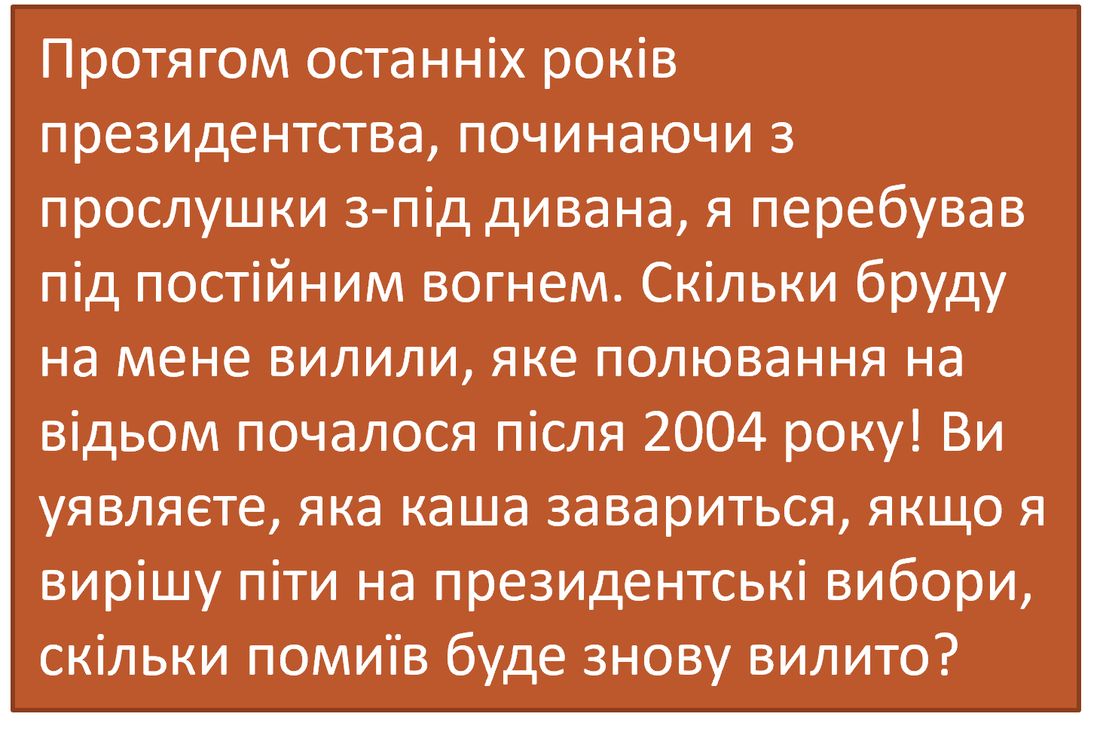 Протягом останніх років
президентства, починаючи з
прослушки з-під дивана, я перебував
під постійним вогнем. Скільки бруду
на мене вилили, яке полювання на
відьом почалося після 2004 року! Ви
уявляєте, яка каша завариться, якщо я
вирішу піти на президентські вибори,
скільки помиїв буде знову вилито?